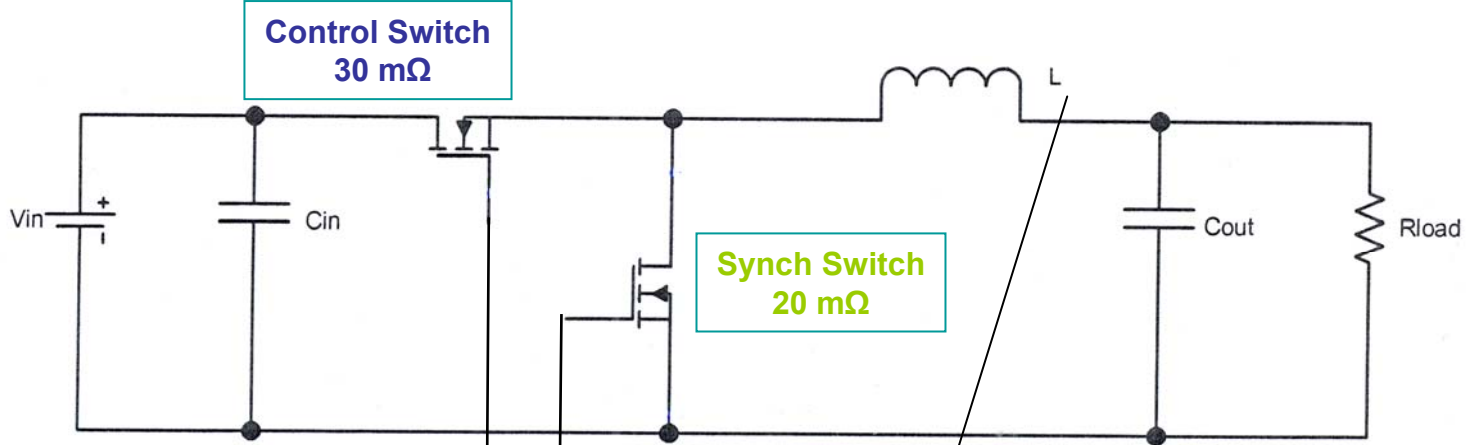 Control Switch
30 mΩ
L
Vin
+
-
Cin
Synch Switch
20 mΩ
Cout
Rload